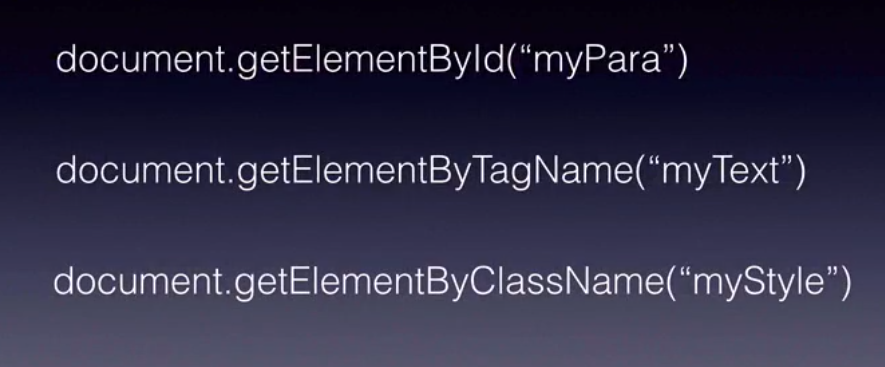 document.getElementById(“myPara”)
document.getElementByTagName(“myText”)
document.getElementByClassName(“myStyle”)